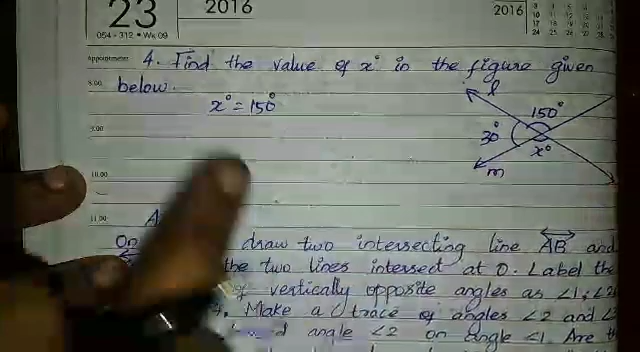 23
2016
2016
054 - 312 • Wk 09
Appointments
4. Find the value of x° in the figure given
8.00
below.
x° = 150°
l
150°
30°
x°
m
9.00
10.00
11.00
A
On draw two intersecting line AB and
the two lines intersect at O. Label the
of vertically opposite angles as ∠1, ∠2
Make a trace of angles ∠2 and
angle ∠2 on angle ∠1. Are